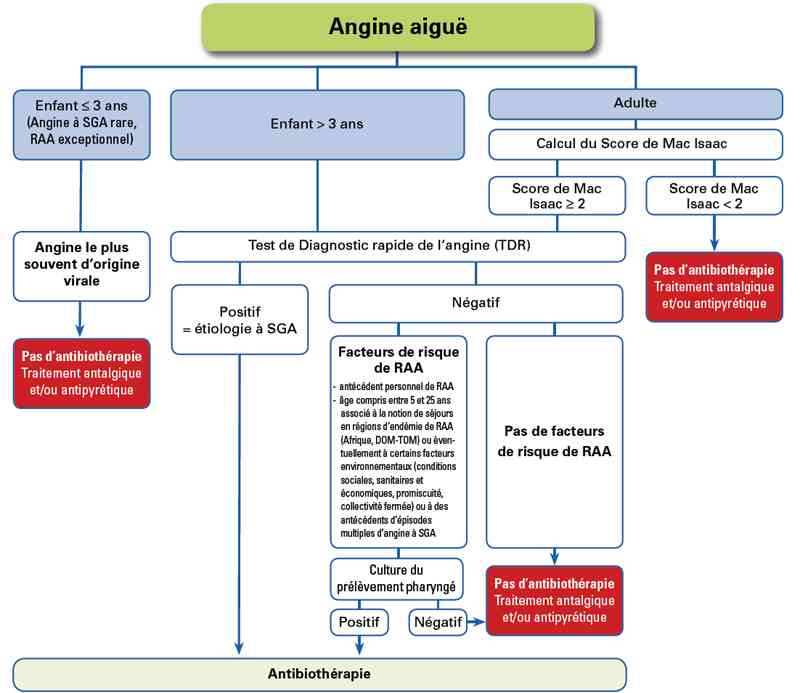 Angine aiguë
Enfant ≤ 3 ans
(Angine à SGA rare,
RAA exceptionnel)
Enfant > 3 ans
Adulte
Calcul du Score de Mac Isaac
Score de Mac
Isaac ≥ 2
Score de Mac
Isaac < 2
Angine le plus
souvent d'origine
virale
Test de Diagnostic rapide de l'angine (TDR)
Pas d'antibiothérapie
Traitement antalgique
et/ou antipyrétique
Positif
= étiologie à SGA
Négatif
Pas d'antibiothérapie
Traitement antalgique
et/ou antipyrétique
Facteurs de risque
de RAA
- antécédent personnel de RAA
- âge compris entre 5 et 25 ans
associé à la notion de séjours
en régions d'endémie de RAA
(Afrique, DOM-TOM) ou éven-
tuellement à certains facteurs
environnementaux (conditions
sociales, sanitaires et
économiques, promiscuité,
collectivité fermée) ou à des
antécédents d'épisodes
multiples d'angine à SGA
Pas de facteurs
de risque de RAA
Culture du
prélèvement pharyngé
Positif
Négatif
Pas d'antibiothérapie
Traitement antalgique
et/ou antipyrétique
Antibiothérapie